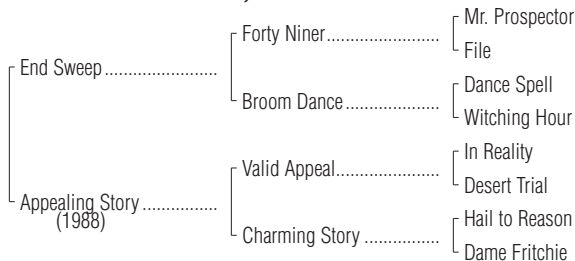 Mr. Prospector
Forty Niner..........................
File
End Sweep........................
Dance Spell
Broom Dance.....................
Witching Hour
In Reality
Valid Appeal........................
Desert Trial
Appealing Story................
(1988)
Hail to Reason
Charming Story.................
Dame Fritchie